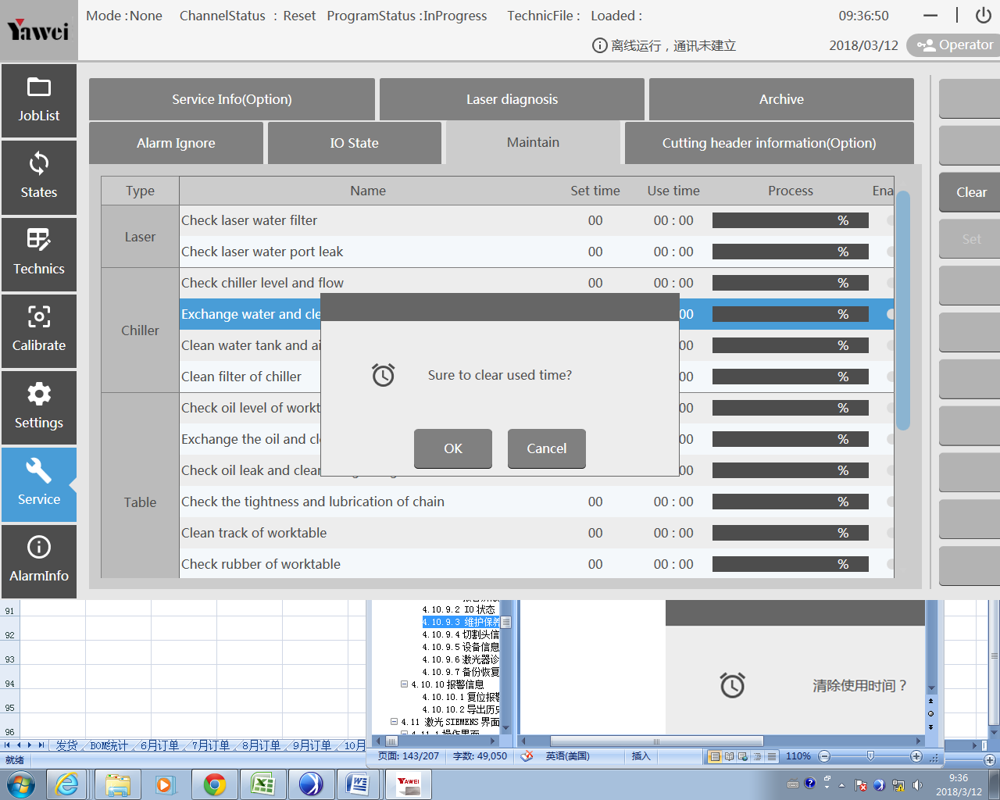 Yawei
Mode : None ChannelStatus : Reset ProgramStatus : InProgress TechnicFile : Loaded : 09:36:50
离线运行，通讯未建立 2018/03/12 Operator
JobList
States
Technics
Calibrate
Settings
Service
AlarmInfo
Service Info(Option) Laser diagnosis Archive
Alarm Ignore IO State Maintain Cutting header information(Option)
Type Name Set time Use time Process Ena
Laser
Check laser water filter 00 00 : 00 %
Check laser water port leak 00 00 : 00 %
Chiller
Check chiller level and flow 00 00 : 00 %
Exchange water and cle 00 %
Clean water tank and ai 00 %
Clean filter of chiller 00 %
Table
Check oil level of workt 00 %
Exchange the oil and cl 00 %
Check oil leak and clear 00 %
Check the tightness and lubrication of chain 00 00 : 00 %
Clean track of worktable 00 00 : 00 %
Check rubber of worktable 00 00 : 00 %
Sure to clear used time?
OK Cancel
Clear
Set
91
92
93
94
95
96
4.10.9.2 IO 状态
4.10.9.3 维护保养
4.10.9.4 切割头信
4.10.9.5 设备信息
4.10.9.6 激光器诊
4.10.9.7 备份恢复
4.10.10 报警信息
4.10.10.1 复位报警
4.10.10.2 导出历史
4.11 激光 SIEMENS 界面
4.11.1 操作界面
清除使用时间？
发货 BOM统计 6月订单 7月订单 8月订单 9月订单 10月
就绪
页面: 143/207 字数: 49,050 英语(美国) 插入 110%
YAWEI
9:36
2018/3/12